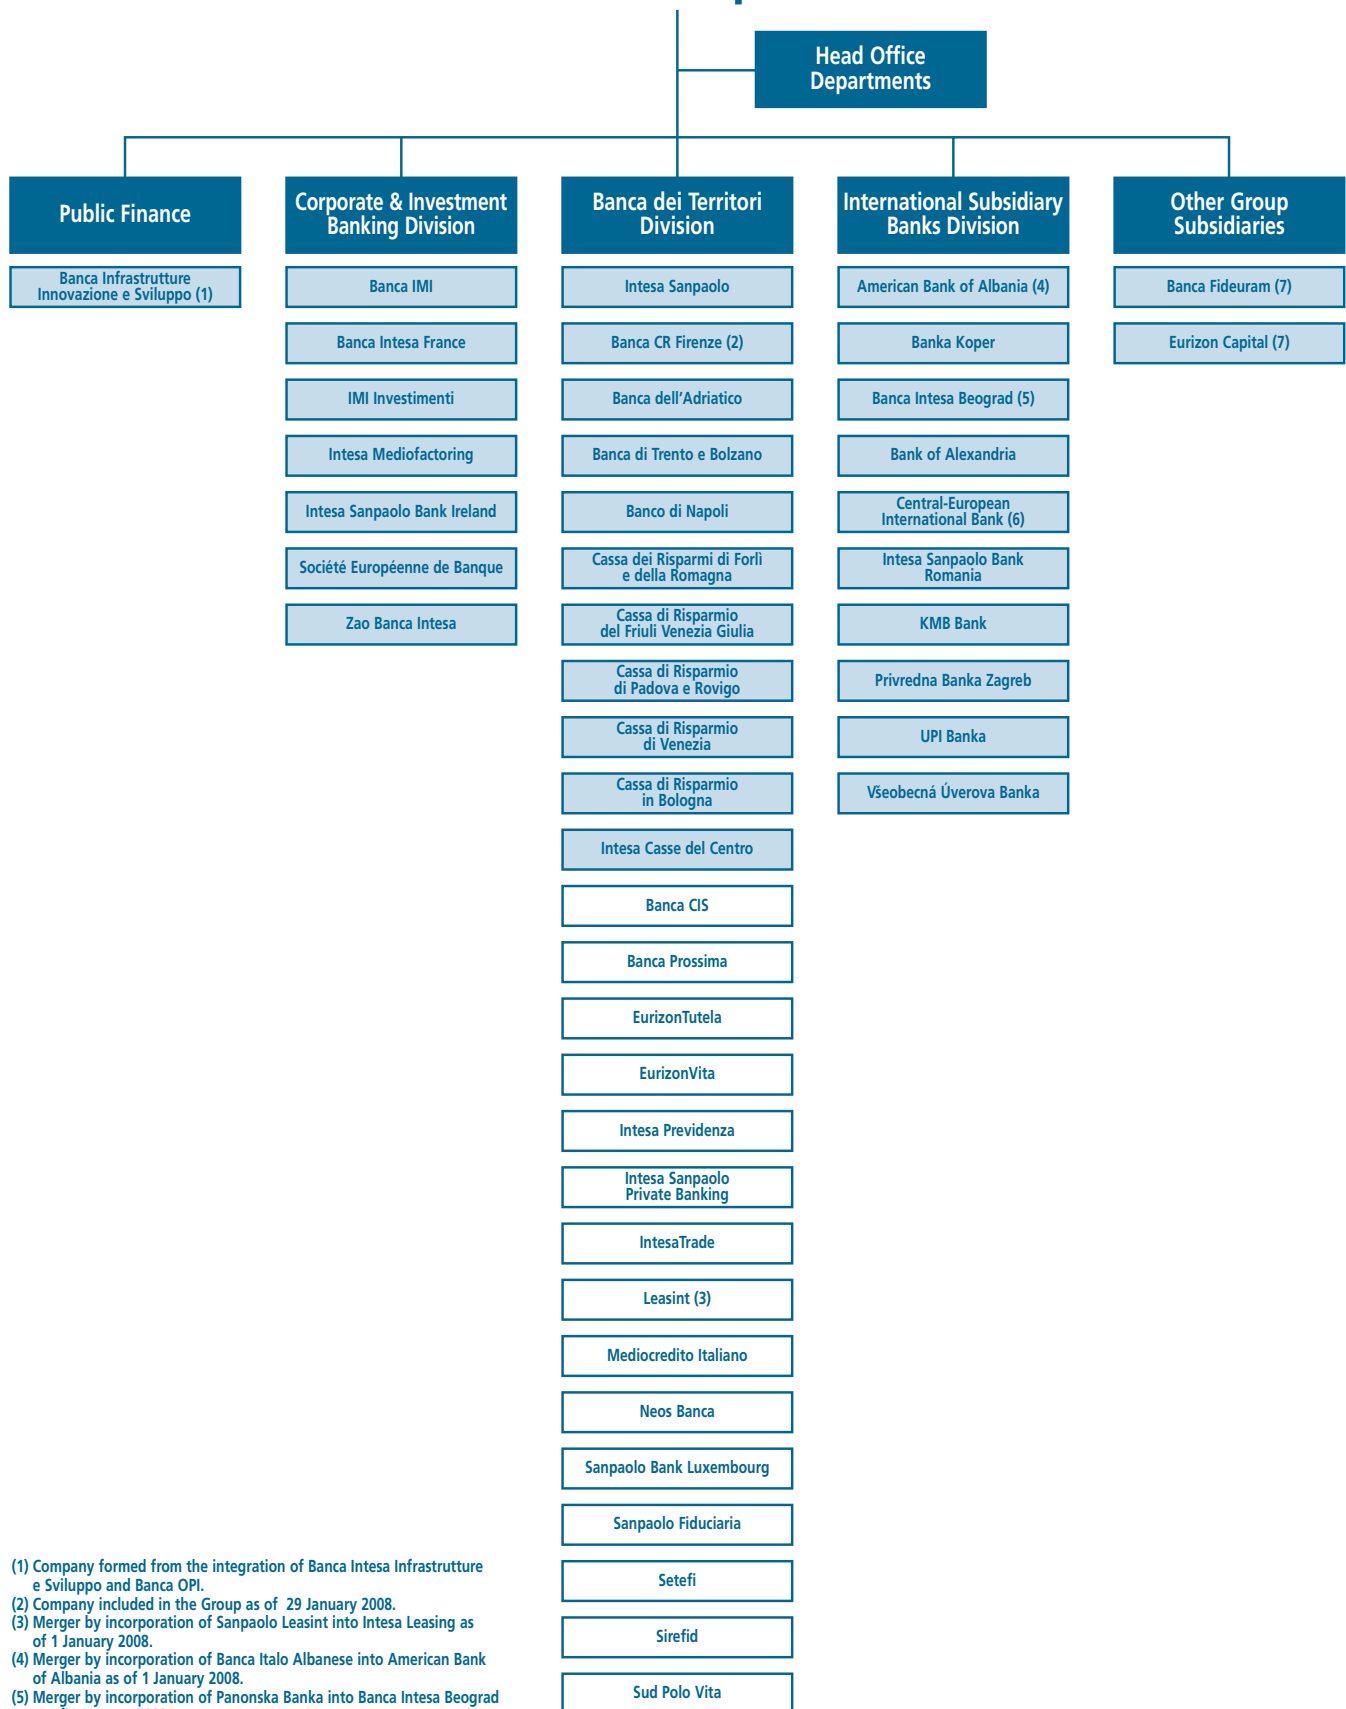 Head Office
Departments
Public Finance
Corporate & Investment
Banking Division
Banca dei Territori
Division
International Subsidiary
Banks Division
Other Group
Subsidiaries
Banca Infrastrutture
Innovazione e Sviluppo (1)
Banca IMI
Banca Intesa France
IMI Investimenti
Intesa Mediofactoring
Intesa Sanpaolo Bank Ireland
Société Européenne de Banque
Zao Banca Intesa
Intesa Sanpaolo
Banca CR Firenze (2)
Banca dell'Adriatico
Banca di Trento e Bolzano
Banco di Napoli
Cassa dei Risparmi di Forlì
e della Romagna
Cassa di Risparmio
del Friuli Venezia Giulia
Cassa di Risparmio
di Padova e Rovigo
Cassa di Risparmio
di Venezia
Cassa di Risparmio
in Bologna
Intesa Casse del Centro
Banca CIS
Banca Prossima
EurizonTutela
EurizonVita
Intesa Previdenza
Intesa Sanpaolo
Private Banking
IntesaTrade
Leasint (3)
Mediocredito Italiano
Neos Banca
Sanpaolo Bank Luxembourg
Sanpaolo Fiduciaria
Setefi
Sirefid
Sud Polo Vita
American Bank of Albania (4)
Banka Koper
Banca Intesa Beograd (5)
Bank of Alexandria
Central-European
International Bank (6)
Intesa Sanpaolo Bank
Romania
KMB Bank
Privredna Banka Zagreb
UPI Banka
Všeobecná Úverova Banka
Banca Fideuram (7)
Eurizon Capital (7)
(1) Company formed from the integration of Banca Intesa Infrastrutture
e Sviluppo and Banca OPI.
(2) Company included in the Group as of 29 January 2008.
(3) Merger by incorporation of Sanpaolo Leasint into Intesa Leasing as
of 1 January 2008.
(4) Merger by incorporation of Banca Italo Albanese into American Bank
of Albania as of 1 January 2008.
(5) Merger by incorporation of Panonska Banka into Banca Intesa Beograd